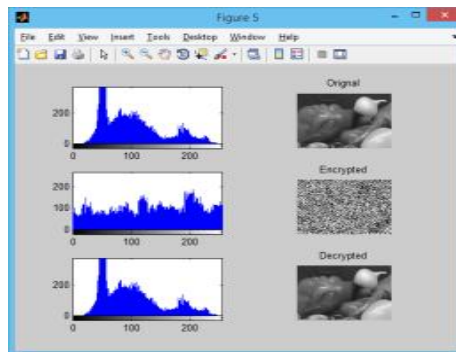 Figure 5
File Edit View Insert Tools Desktop Window Help
Orignal
200
0
0 100 200
Encrypted
200
100
0
0 100 200
Decrypted
200
0
0 100 200